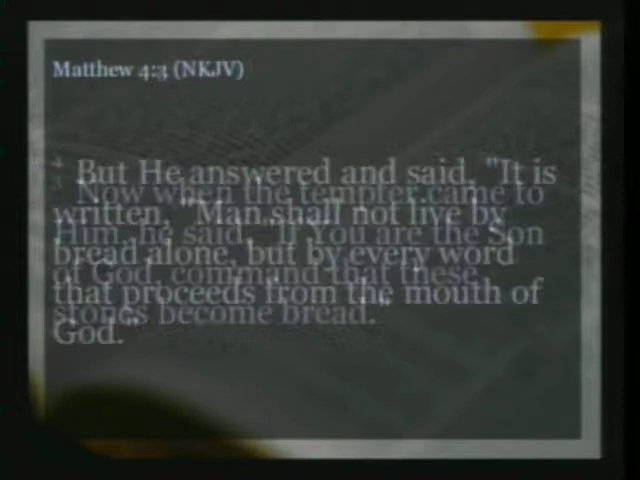 Matthew 4:3 (NKJV)
4 But He answered and said, "It is
3 Now when the tempter came to
written, "Man shall not live by
Him, he said, "If You are the Son
bread alone, but by every word
of God, command that these
that proceeds from the mouth of
stones become bread."
God."